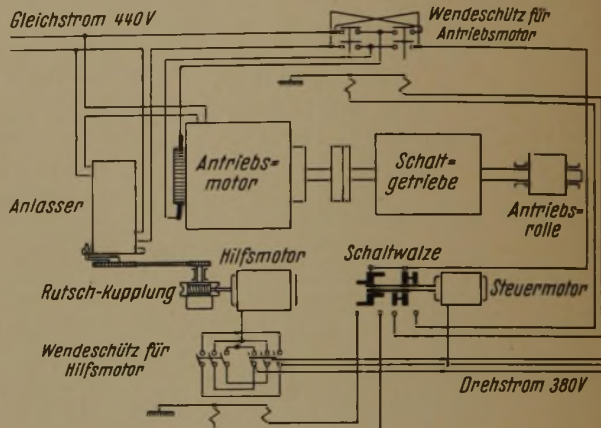 Gleichstrom 440V
Wendeschütz für
Antriebsmotor
Antriebs=
motor
Schalt=
getriebe
Anlasser
Antriebs-
rolle
Hilfsmotor
Schaltwalze
Rutsch-Kupplung
Steuermotor
Wendeschütz für
Hilfsmotor
Drehstrom 380V